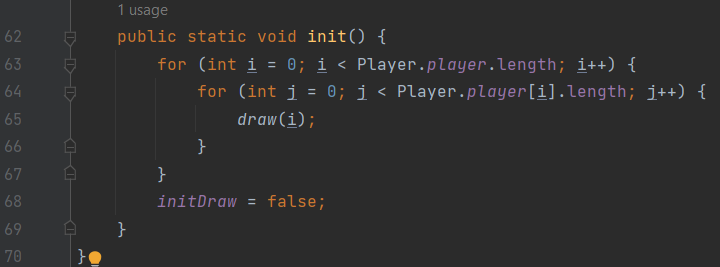 1 usage
62 public static void init() {
63 for (int i = 0; i < Player.player.length; i++) {
64 for (int j = 0; j < Player.player[i].length; j++) {
65 draw(i);
66 }
67 }
68 initDraw = false;
69 }
70 }